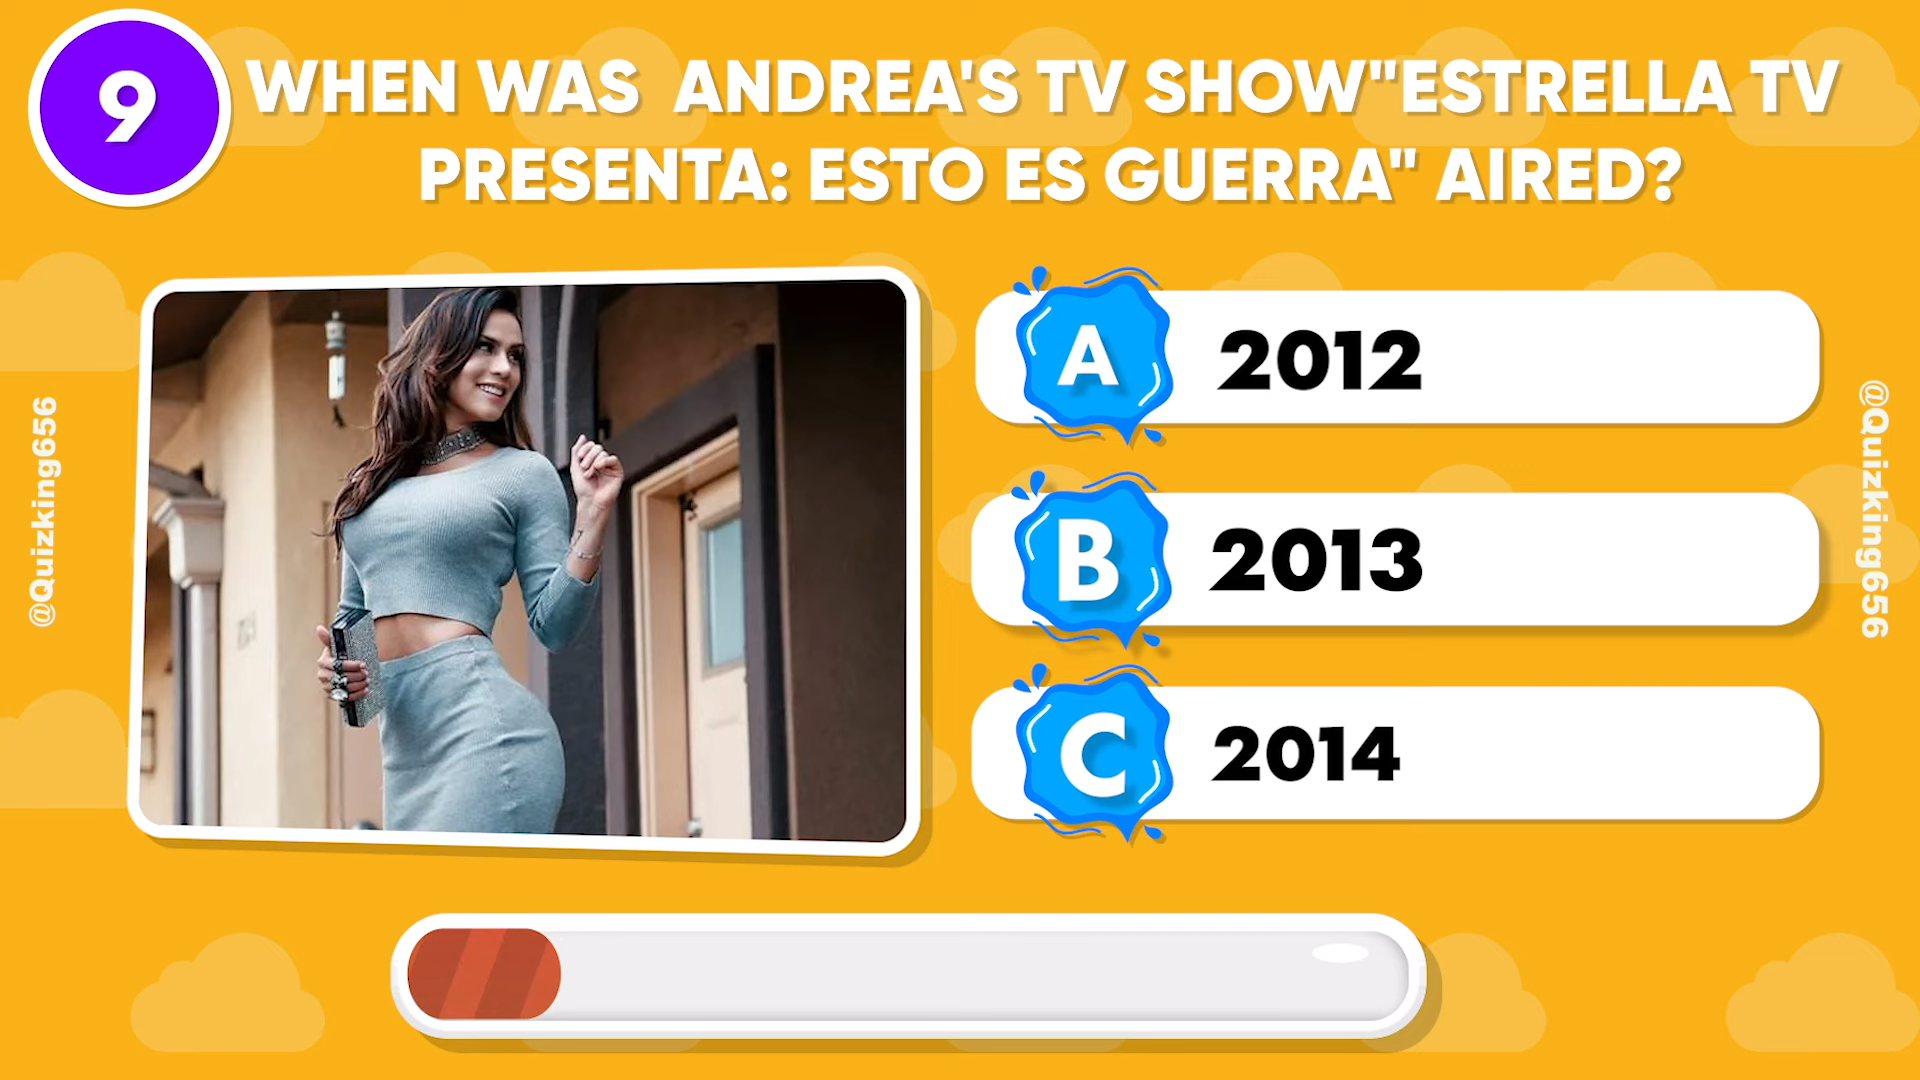 9
WHEN WAS  ANDREA'S TV SHOW"ESTRELLA TV
PRESENTA: ESTO ES GUERRA" AIRED?
@Quizking656
A 2012
B 2013
C 2014
@Quizking656